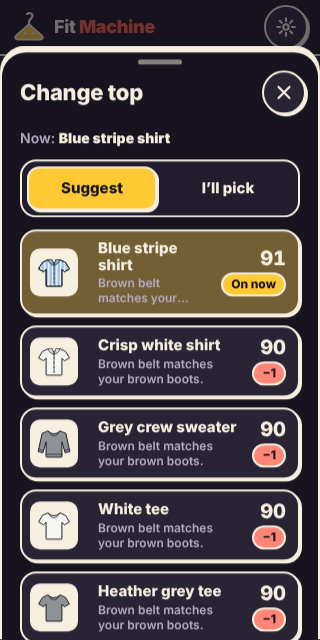 Fit Machine
Change top
Now: Blue stripe shirt
Suggest
I'll pick
Blue stripe
shirt
Brown belt
matches your...
91
On now
Crisp white shirt
Brown belt matches
your brown boots.
90
−1
Grey crew sweater
Brown belt matches
your brown boots.
90
−1
White tee
Brown belt matches
your brown boots.
90
−1
Heather grey tee
Brown belt matches
your brown boots.
90
−1